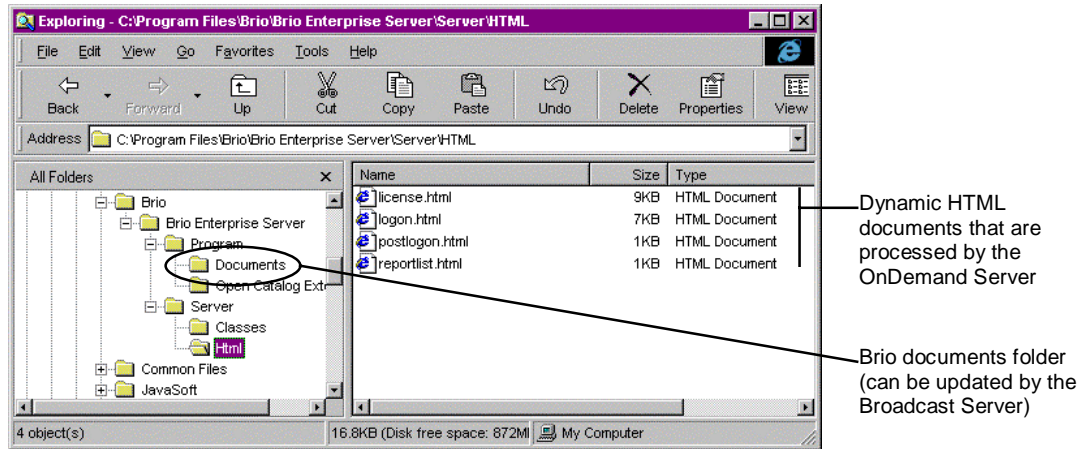 Exploring - C:\Program Files\Brio\Brio Enterprise Server\Server\HTML
File Edit View Go Favorites Tools Help
Back Forward Up Cut Copy Paste Undo Delete Properties View
Address C:\Program Files\Brio\Brio Enterprise Server\Server\HTML
All Folders
Brio
Brio Enterprise Server
Program
Documents
Open Catalog Exte
Server
Classes
Html
Common Files
JavaSoft
Name Size Type
license.html 9KB HTML Document
logon.html 7KB HTML Document
postlogon.html 1KB HTML Document
reportlist.html 1KB HTML Document
4 object(s) 16.8KB (Disk free space: 872M My Computer
Dynamic HTML
documents that are
processed by the
OnDemand Server
Brio documents folder
(can be updated by the
Broadcast Server)